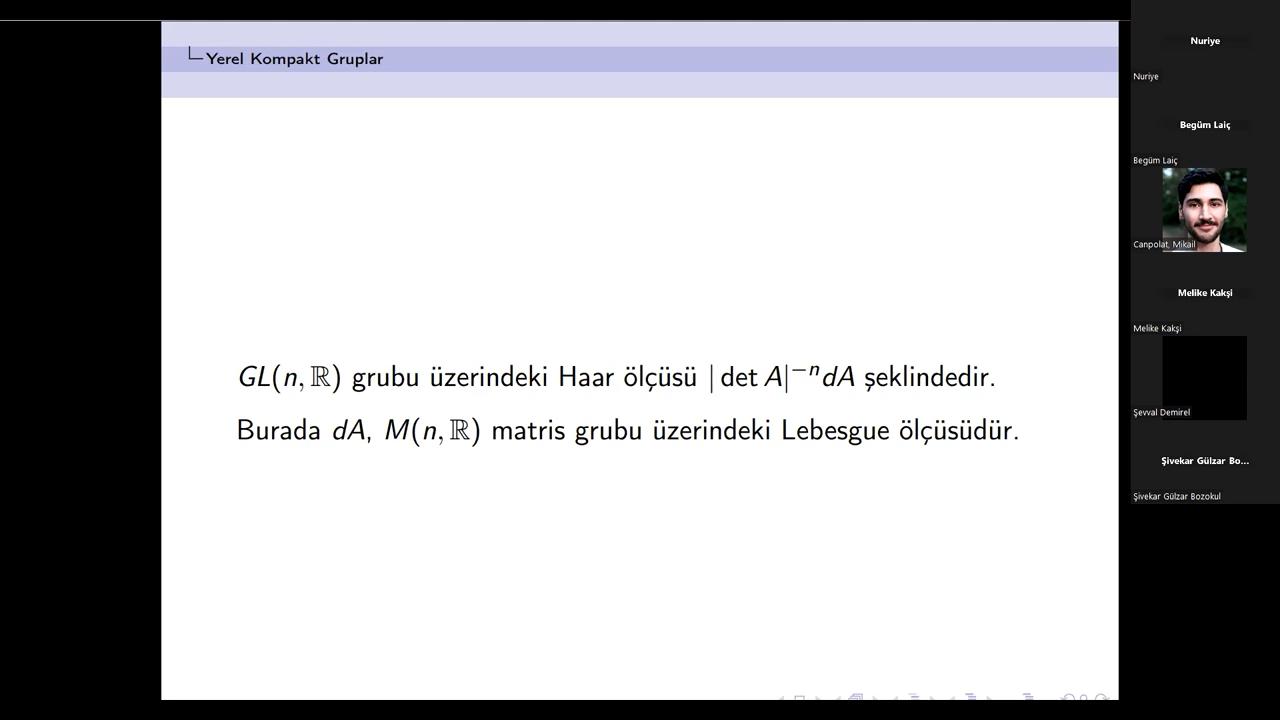 Yerel Kompakt Gruplar
GL(n, ℝ) grubu üzerindeki Haar ölçüsü | det A|⁻ⁿdA şeklindedir.
Burada dA, M(n, ℝ) matris grubu üzerindeki Lebesgue ölçüsüdür.
Nuriye
Nuriye
Begüm Laiç
Begüm Laiç
Canpolat, Mikail
Melike Kakşi
Melike Kakşi
Şevval Demirel
Şivekar Gülzar Bo...
Şivekar Gülzar Bozokul